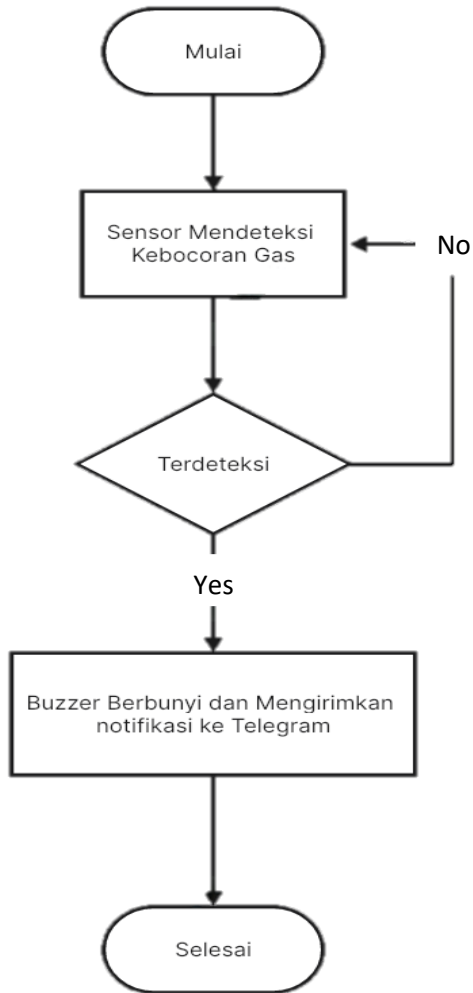 Mulai
Sensor Mendeteksi
Kebocoran Gas
No
Terdeteksi
Yes
Buzzer Berbunyi dan Mengirimkan
notifikasi ke Telegram
Selesai